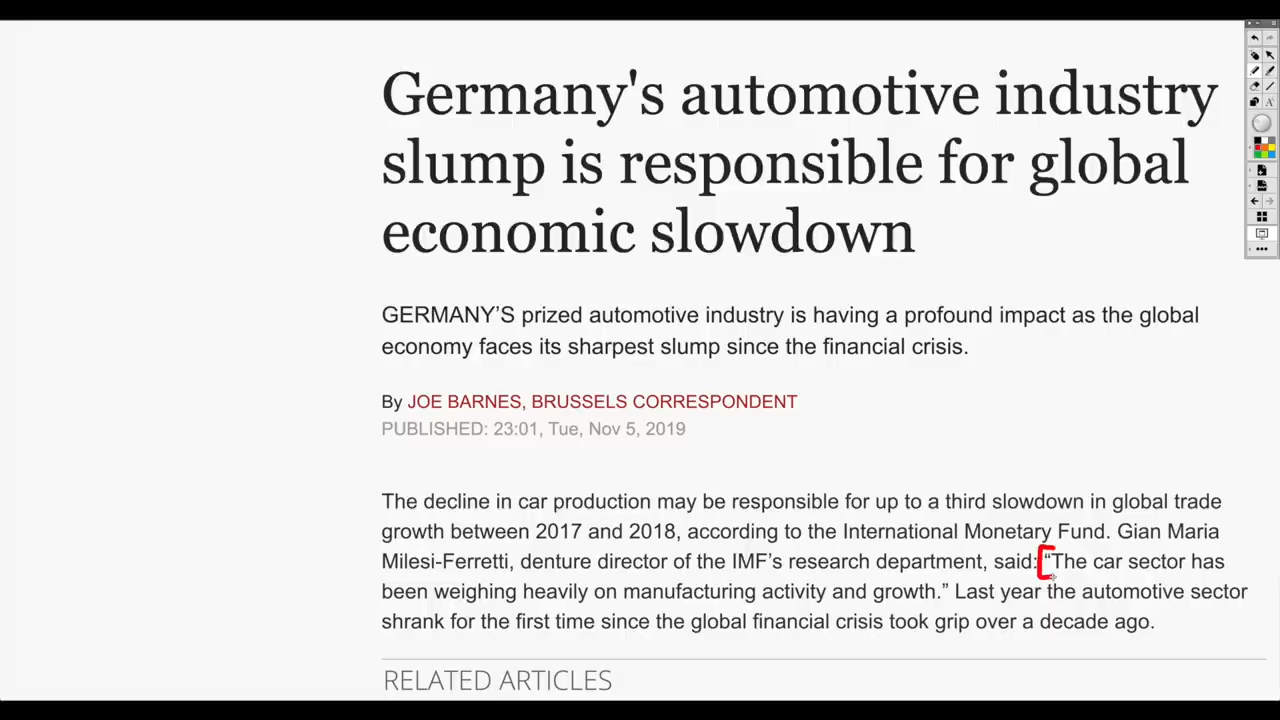 Germany's automotive industry
slump is responsible for global
economic slowdown
GERMANY’S prized automotive industry is having a profound impact as the global
economy faces its sharpest slump since the financial crisis.
By JOE BARNES, BRUSSELS CORRESPONDENT
PUBLISHED: 23:01, Tue, Nov 5, 2019
The decline in car production may be responsible for up to a third slowdown in global trade
growth between 2017 and 2018, according to the International Monetary Fund. Gian Maria
Milesi-Ferretti, denture director of the IMF’s research department, said: “The car sector has
been weighing heavily on manufacturing activity and growth.” Last year the automotive sector
shrank for the first time since the global financial crisis took grip over a decade ago.
RELATED ARTICLES